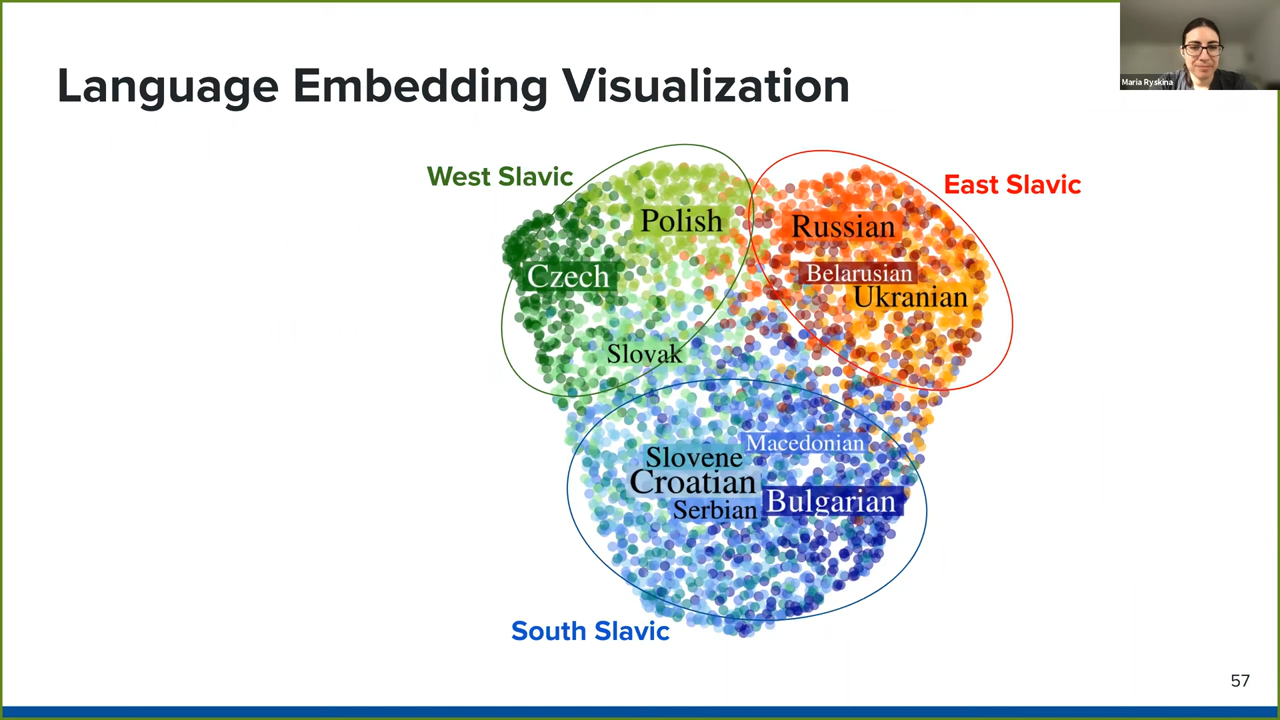 Maria Ryskina
Language Embedding Visualization
West Slavic
East Slavic
Polish
Russian
Czech
Belarusian
Ukranian
Slovak
Macedonian
Slovene
Croatian
Bulgarian
Serbian
South Slavic
57